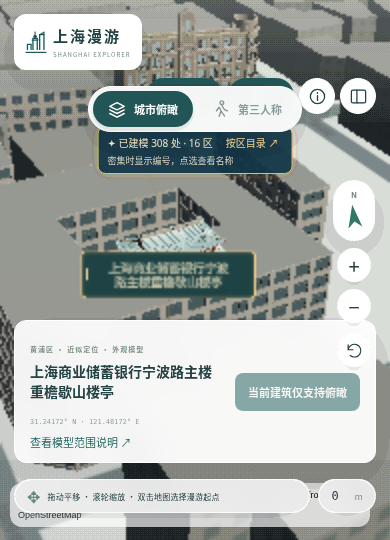 上海漫游
SHANGHAI EXPLORER
城市俯瞰
第三人称
✦ 已建模 308 处 · 16 区 按区目录 ↗
密集时显示编号，点选查看名称
N
上海商业储蓄银行宁波
路主楼重檐歇山楼亭
+
−
黄浦区 · 近似定位 · 外观模型
上海商业储蓄银行宁波路主楼
重檐歇山楼亭
当前建筑仅支持俯瞰
31.24172° N · 121.48172° E
查看模型范围说明 ↗
拖动平移 · 滚轮缩放 · 双击地图选择漫游起点
0 m
OpenStreetMap